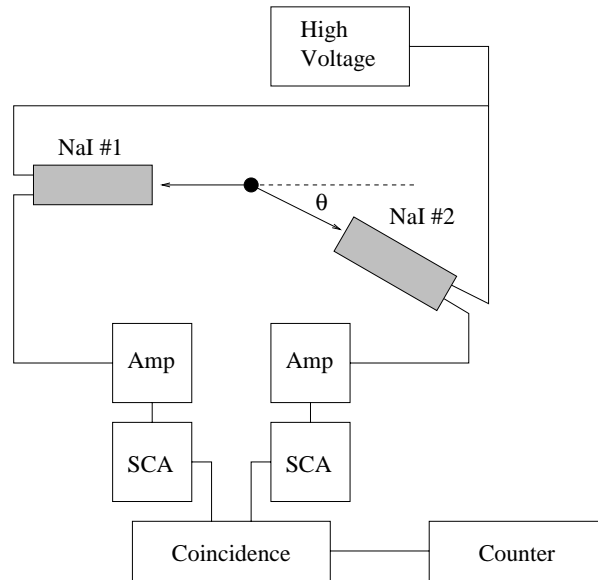 High
Voltage
NaI #1
θ
NaI #2
Amp
Amp
SCA
SCA
Coincidence
Counter